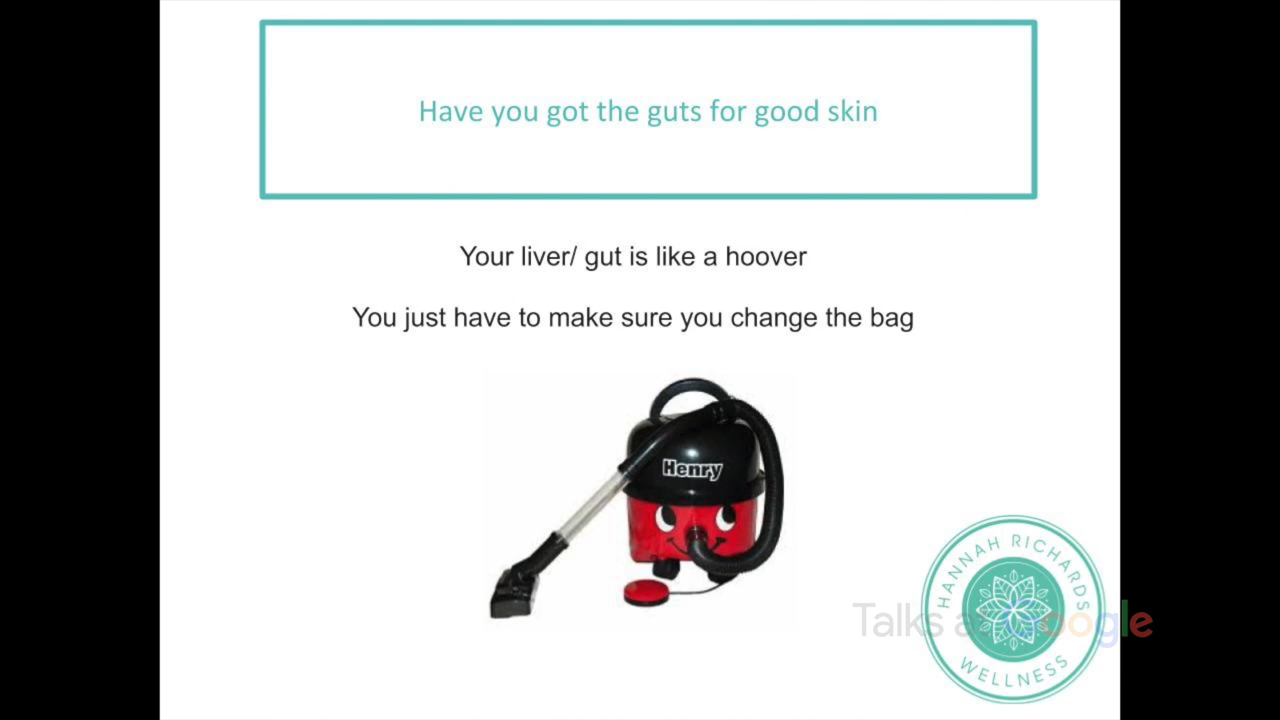 Have you got the guts for good skin
Your liver/ gut is like a hoover
You just have to make sure you change the bag
Henry
HANNAH RICHARDS
WELLNESS
Talks at Google